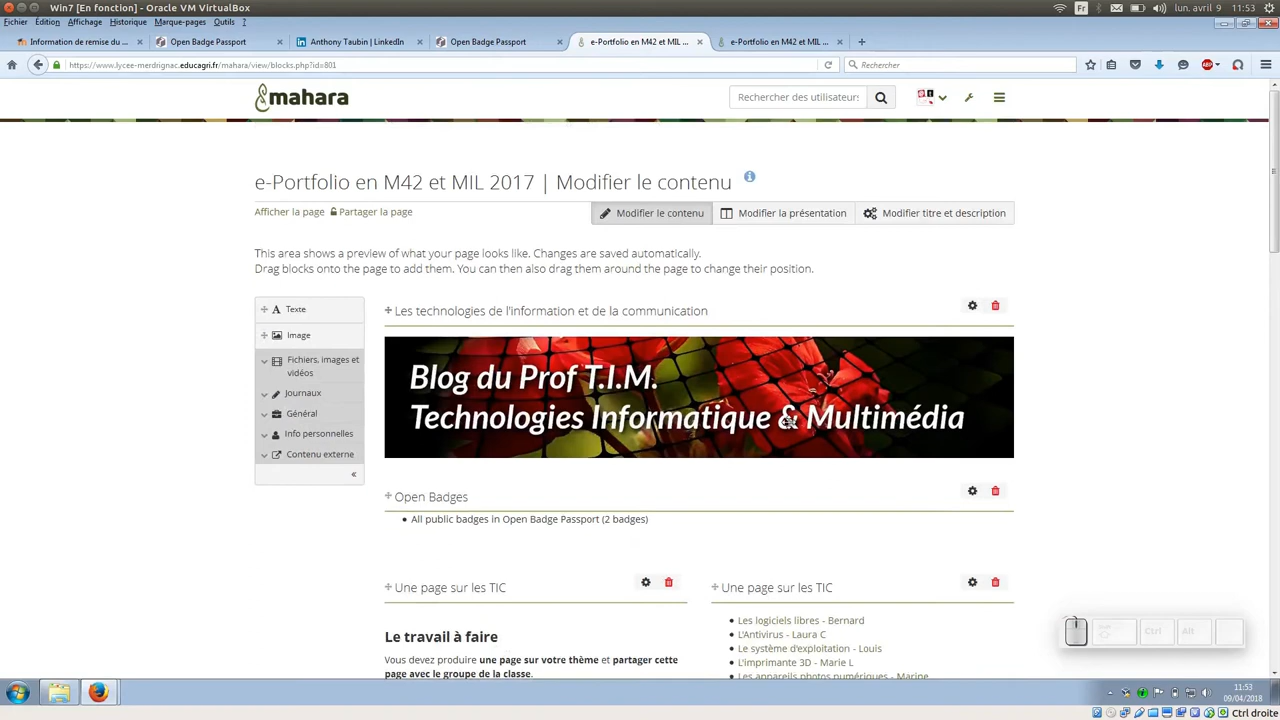 Win7 [En fonction] - Oracle VM VirtualBox
Fr
lun. avril 9
11:53
Fichier Édition Affichage Historique Marque-pages Outils ?
Information de remise du ...
Open Badge Passport
Anthony Taubin | LinkedIn
Open Badge Passport
e-Portfolio en M42 et MIL ...
e-Portfolio en M42 et MIL ...
https://www.lycee-merdrignac.educagri.fr/mahara/view/blocks.php?id=801
Rechercher
ABP
mahara
Rechercher des utilisateurs
e-Portfolio en M42 et MIL 2017 | Modifier le contenu
Afficher la page Partager la page
Modifier le contenu
Modifier la présentation
Modifier titre et description
This area shows a preview of what your page looks like. Changes are saved automatically.
Drag blocks onto the page to add them. You can then also drag them around the page to change their position.
Texte
Image
Fichiers, images et
vidéos
Journaux
Général
Info personnelles
Contenu externe
«
Les technologies de l'information et de la communication
Blog du Prof T.I.M.
Technologies Informatique & Multimédia
Open Badges
All public badges in Open Badge Passport (2 badges)
Une page sur les TIC
Le travail à faire
Vous devez produire une page sur votre thème et partager cette
page avec le groupe de la classe.
Une page sur les TIC
Les logiciels libres - Bernard
L'Antivirus - Laura C
Le système d'exploitation - Louis
L'imprimante 3D - Marie L
Les appareils photos numériques - Marine
Ctrl
Alt
11:53
09/04/2018
Ctrl droite